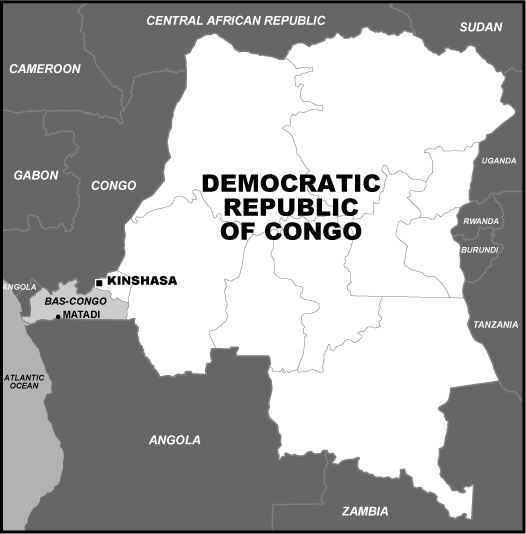 CENTRAL AFRICAN REPUBLIC
SUDAN
CAMEROON
UGANDA
GABON
CONGO
DEMOCRATIC
REPUBLIC
OF CONGO
RWANDA
BURUNDI
KINSHASA
ANGOLA
BAS-CONGO
MATADI
TANZANIA
ATLANTIC
OCEAN
ANGOLA
ZAMBIA